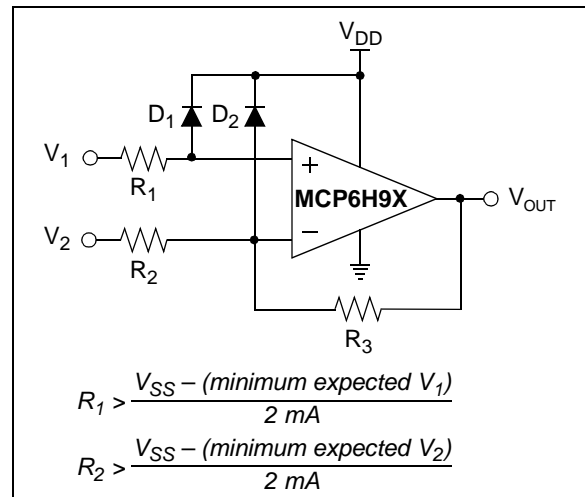 V_DD
D_1 D_2
V_1
R_1
+
MCP6H9X
V_OUT
V_2
–
R_2
R_3
R_1 > V_SS – (minimum expected V_1) / 2 mA
R_2 > V_SS – (minimum expected V_2) / 2 mA